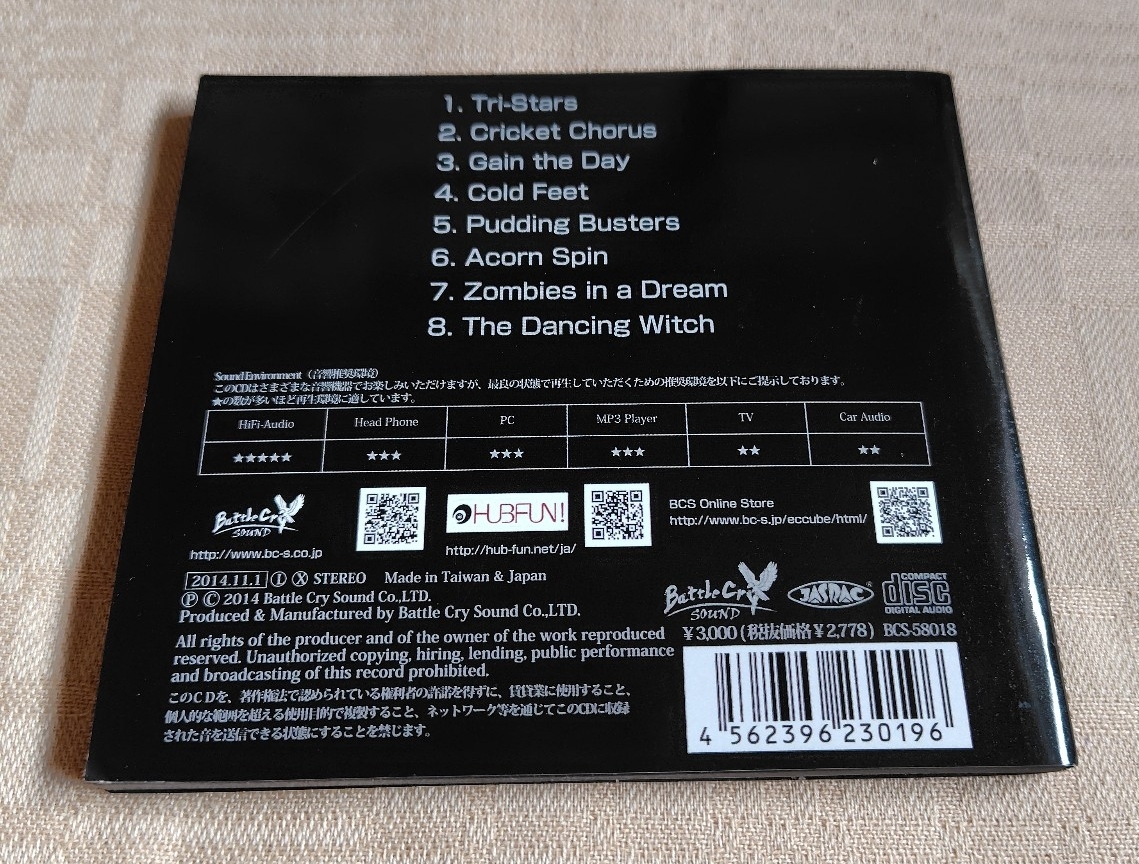 1. Tri-Stars
2. Cricket Chorus
3. Gain the Day
4. Cold Feet
5. Pudding Busters
6. Acorn Spin
7. Zombies in a Dream
8. The Dancing Witch
Sound Environment（音響推奨環境）
このCDはさまざまな音響機器でお楽しみいただけますが、最良の状態で再生していただくための推奨環境を以下にご提示しております。
★の数が多いほど再生環境に適しています。
HiFi-Audio Head Phone PC MP3 Player TV Car Audio
★★★★★ ★★★ ★★★ ★★★ ★★ ★★
Battle Cry SOUND
http://www.bc-s.co.jp
HUBFUN!
http://hub-fun.net/ja/
BCS Online Store
http://www.bc-s.jp/eccube/html/
2014.11.1 Ⓛ Ⓧ STEREO Made in Taiwan & Japan
Ⓟ Ⓒ 2014 Battle Cry Sound Co.,LTD.
Produced & Manufactured by Battle Cry Sound Co.,LTD.
Battle Cry SOUND
JASRAC ®
COMPACT disc DIGITAL AUDIO
¥3,000 (税抜価格¥2,778) BCS-58018
All rights of the producer and of the owner of the work reproduced
reserved. Unauthorized copying, hiring, lending, public performance
and broadcasting of this record prohibited.
このＣＤを、著作権法で認められている権利者の許諾を得ずに、賃貸業に使用すること、
個人的な範囲を超える使用目的で複製すること、ネットワーク等を通じてこのCDに収録
された音を送信できる状態にすることを禁じます。
4 562396 230196